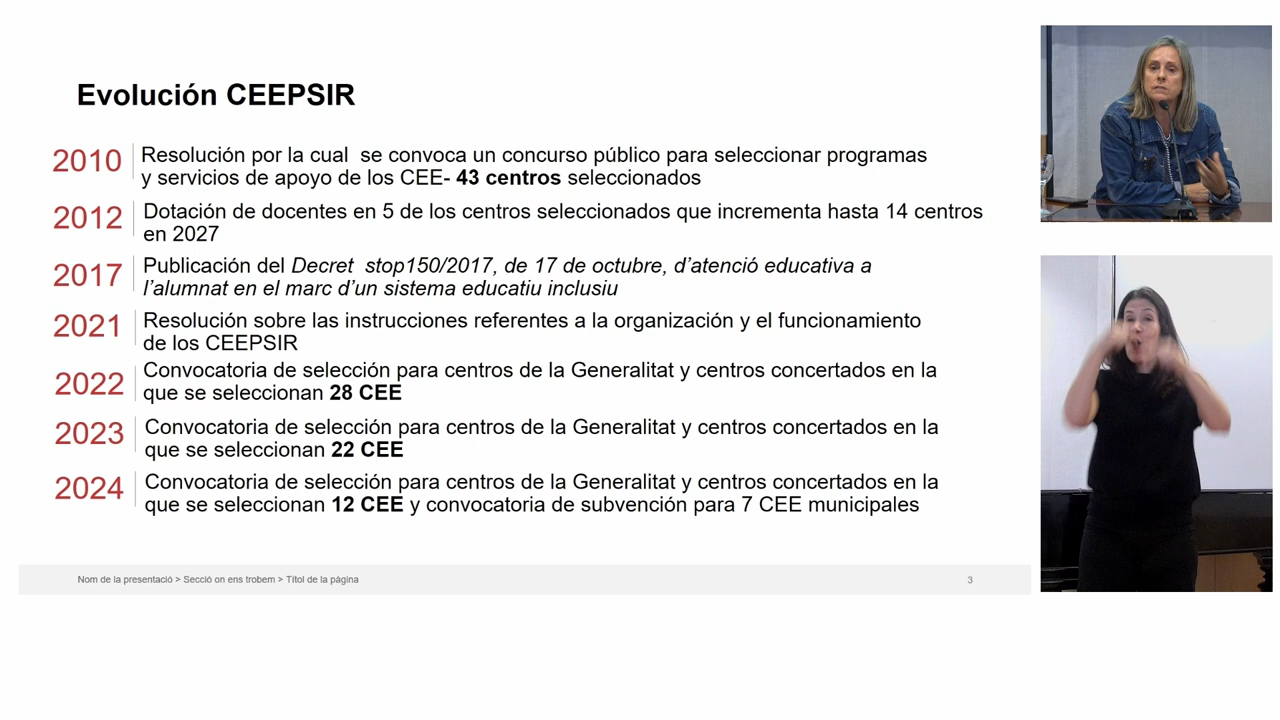 Evolución CEEPSIR
2010
Resolución por la cual  se convoca un concurso público para seleccionar programas
y servicios de apoyo de los CEE- 43 centros seleccionados
2012
Dotación de docentes en 5 de los centros seleccionados que incrementa hasta 14 centros
en 2027
2017
Publicación del Decret  stop150/2017, de 17 de octubre, d’atenció educativa a
l’alumnat en el marc d’un sistema educatiu inclusiu
2021
Resolución sobre las instrucciones referentes a la organización y el funcionamiento
de los CEEPSIR
2022
Convocatoria de selección para centros de la Generalitat y centros concertados en la
que se seleccionan 28 CEE
2023
Convocatoria de selección para centros de la Generalitat y centros concertados en la
que se seleccionan 22 CEE
2024
Convocatoria de selección para centros de la Generalitat y centros concertados en la
que se seleccionan 12 CEE y convocatoria de subvención para 7 CEE municipales
Nom de la presentació > Secció on ens trobem > Títol de la pàgina
3